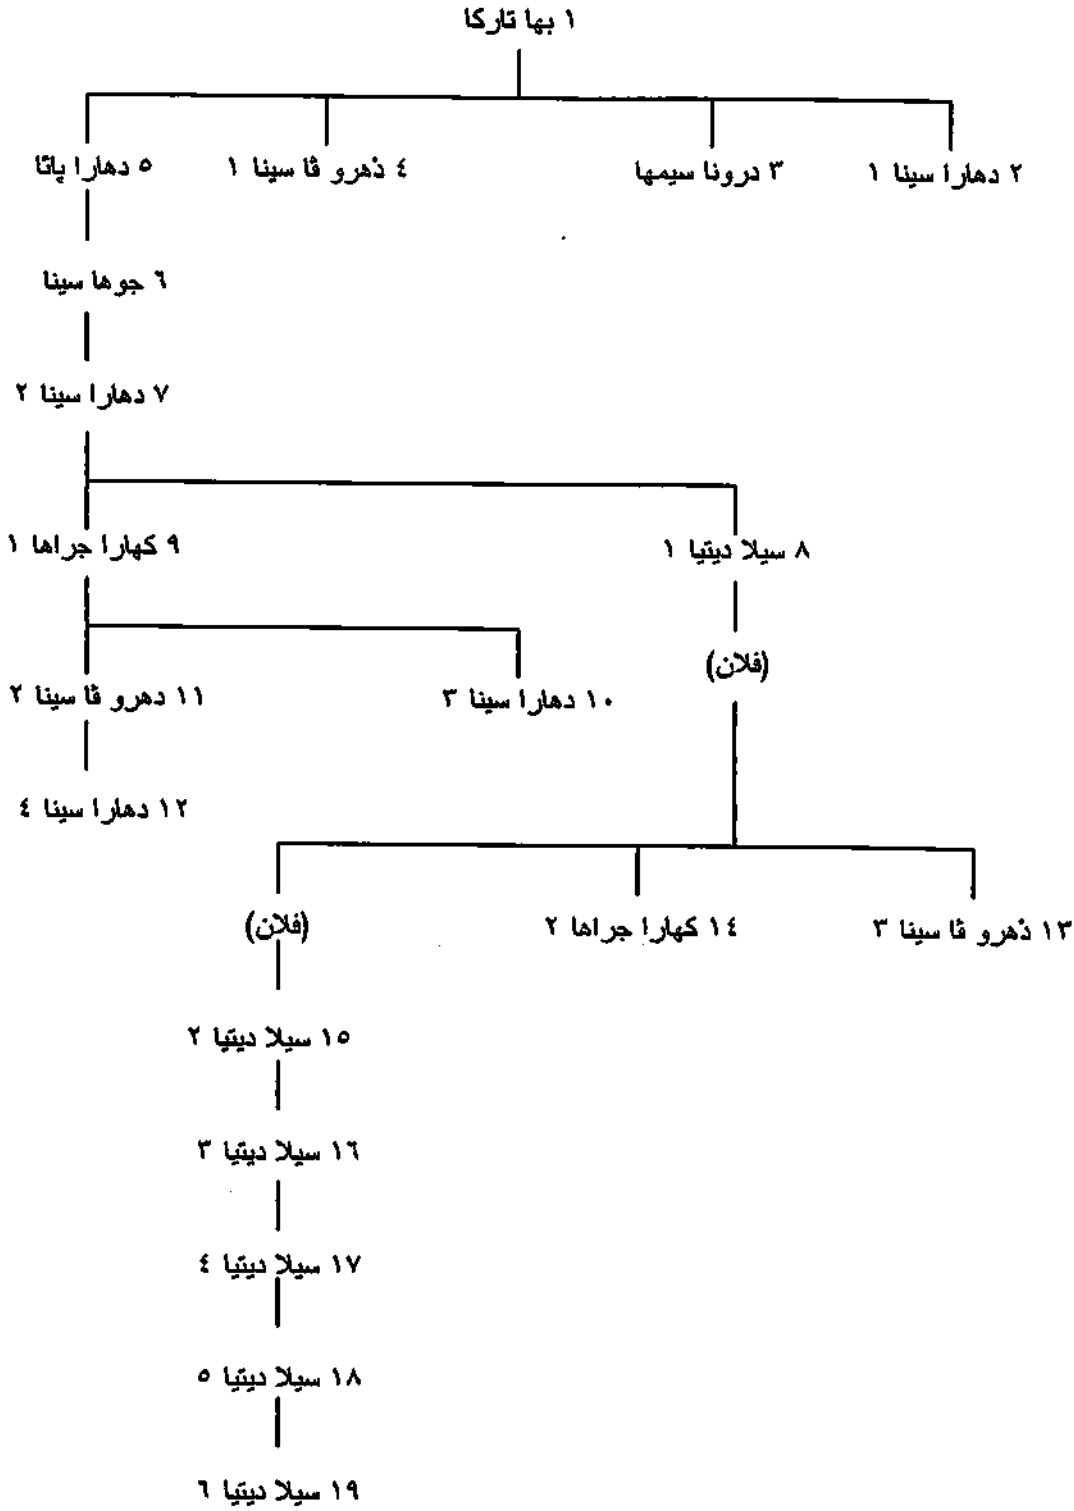 ١ بها تاركا
٢ دهارا سينا ١
٣ درونا سيمها
٤ ذهرو ڤا سينا ١
٥ دهارا پاتا
٦ جوها سينا
٧ دهارا سينا ٢
٨ سيلا ديتيا ١
٩ كهارا جراها ١
(فلان)
١٠ دهارا سينا ٣
١١ دهرو ڤا سينا ٢
١٢ دهارا سينا ٤
١٣ ذهرو ڤا سينا ٣
١٤ كهارا جراها ٢
(فلان)
١٥ سيلا ديتيا ٢
١٦ سيلا ديتيا ٣
١٧ سيلا ديتيا ٤
١٨ سيلا ديتيا ٥
١٩ سيلا ديتيا ٦